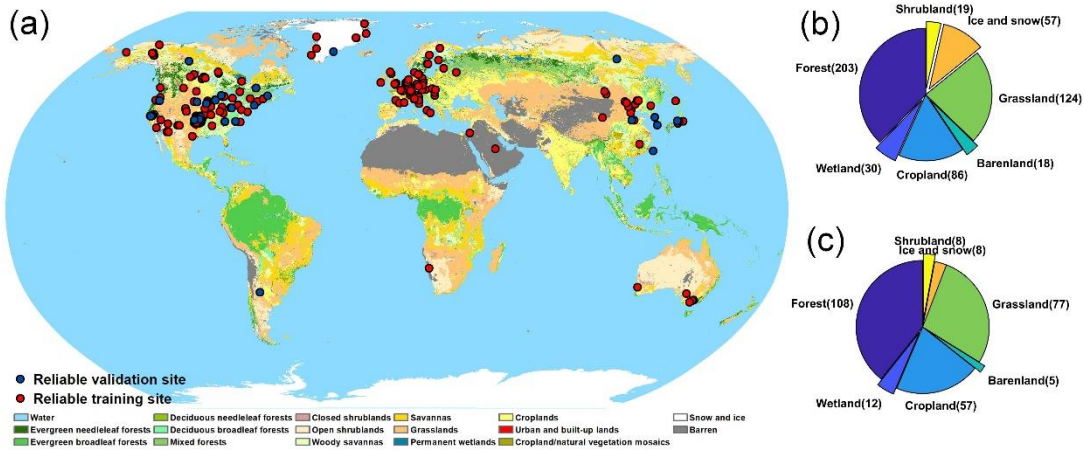 (a)
Reliable validation site
Reliable training site
Water
Evergreen needleleaf forests
Evergreen broadleaf forests
Deciduous needleleaf forests
Deciduous broadleaf forests
Mixed forests
Closed shrublands
Open shrublands
Woody savannas
Savannas
Grasslands
Permanent wetlands
Croplands
Urban and built-up lands
Cropland/natural vegetation mosaics
Snow and ice
Barren
(b)
Shrubland(19)
Ice and snow(57)
Forest(203)
Grassland(124)
Barenland(18)
Wetland(30)
Cropland(86)
(c)
Shrubland(8)
Ice and snow(8)
Forest(108)
Grassland(77)
Barenland(5)
Wetland(12)
Cropland(57)